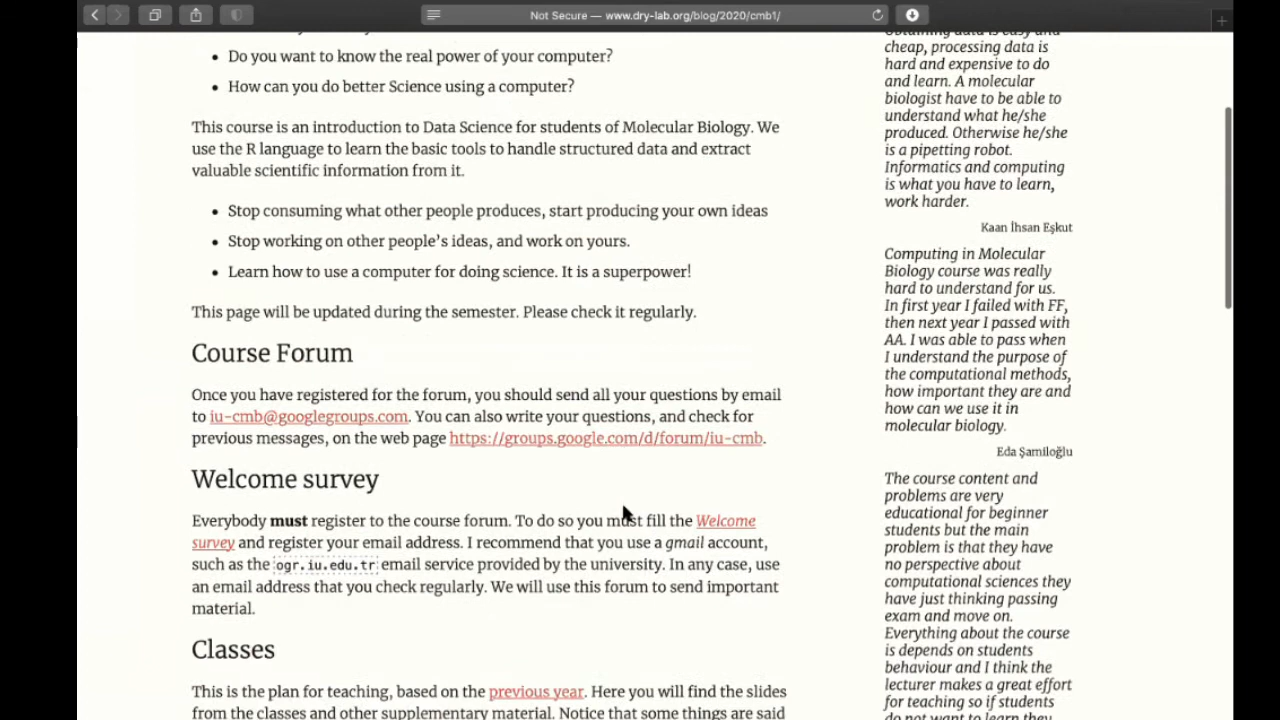 Not Secure — www.dry-lab.org/blog/2020/cmb1/
Do you want to know the real power of your computer?
How can you do better Science using a computer?
This course is an introduction to Data Science for students of Molecular Biology. We
use the R language to learn the basic tools to handle structured data and extract
valuable scientific information from it.
Stop consuming what other people produces, start producing your own ideas
Stop working on other people's ideas, and work on yours.
Learn how to use a computer for doing science. It is a superpower!
This page will be updated during the semester. Please check it regularly.
Course Forum
Once you have registered for the forum, you should send all your questions by email
to iu-cmb@googlegroups.com. You can also write your questions, and check for
previous messages, on the web page https://groups.google.com/d/forum/iu-cmb.
Welcome survey
Everybody must register to the course forum. To do so you must fill the Welcome
survey and register your email address. I recommend that you use a gmail account,
such as the ogr.iu.edu.tr email service provided by the university. In any case, use
an email address that you check regularly. We will use this forum to send important
material.
Classes
This is the plan for teaching, based on the previous year. Here you will find the slides
from the classes and other supplementary material. Notice that some things are said
Obtaining data is easy and
cheap, processing data is
hard and expensive to do
and learn. A molecular
biologist have to be able to
understand what he/she
produced. Otherwise he/she
is a pipetting robot.
Informatics and computing
is what you have to learn,
work harder.
Kaan İhsan Eşkut
Computing in Molecular
Biology course was really
hard to understand for us.
In first year I failed with FF,
then next year I passed with
AA. I was able to pass when
I understand the purpose of
the computational methods,
how important they are and
how can we use it in
molecular biology.
Eda Şamiloğlu
The course content and
problems are very
educational for beginner
students but the main
problem is that they have
no perspective about
computational sciences they
have just thinking passing
exam and move on.
Everything about the course
is depends on students
behaviour and I think the
lecturer makes a great effort
for teaching so if students
do not want to learn they